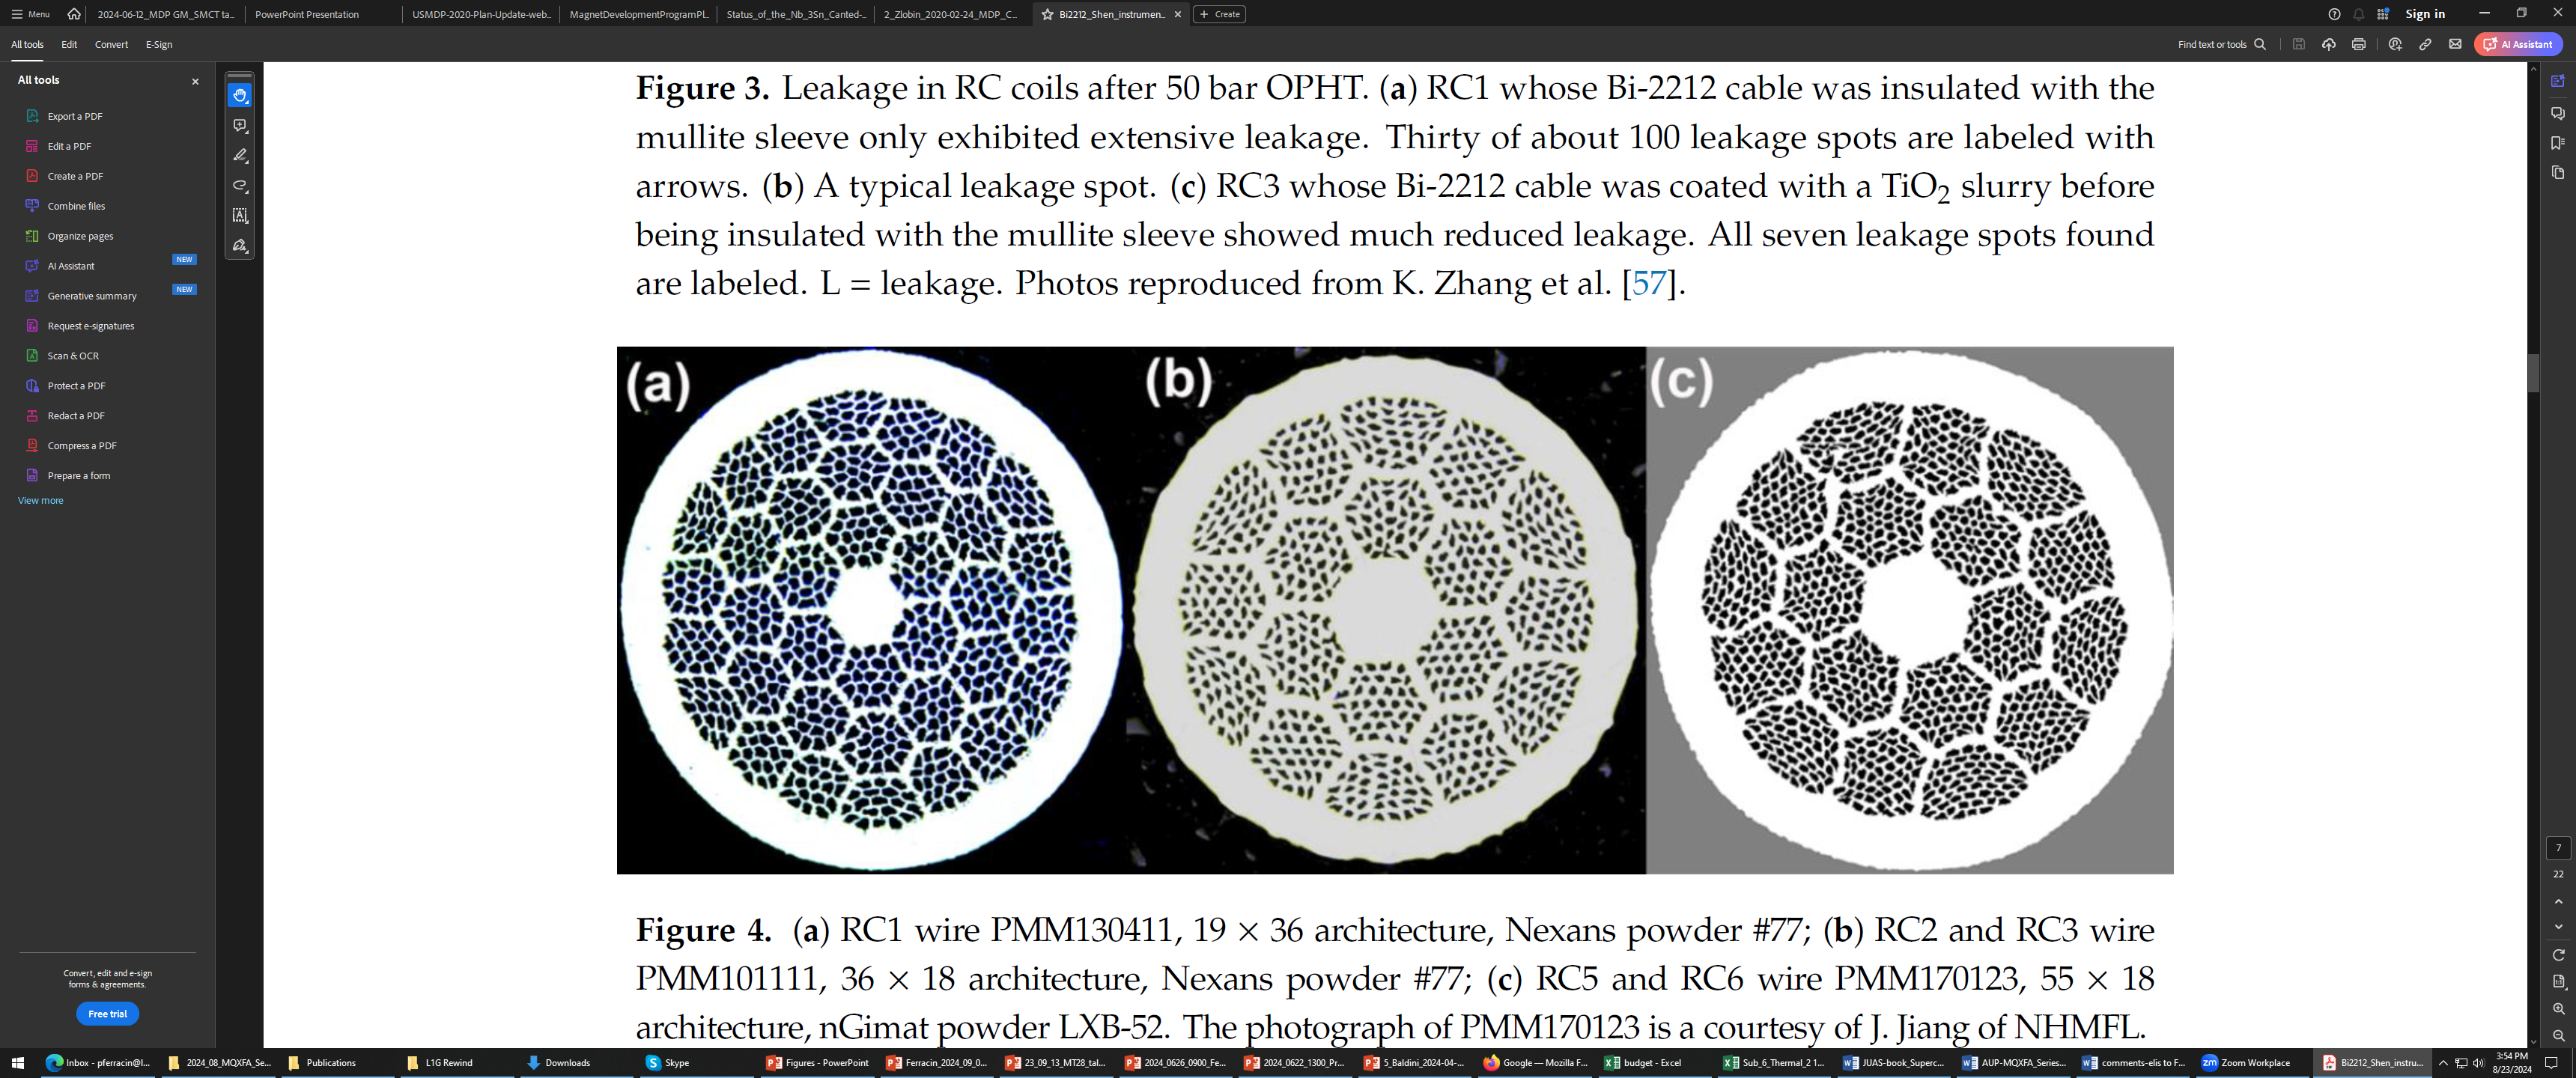 Menu
2024-06-12_MDP GM_SMCT ta...
PowerPoint Presentation
USMDP-2020-Plan-Update-web...
MagnetDevelopmentProgramPl...
Status_of_the_Nb_3Sn_Canted-...
2_Zlobin_2020-02-24_MDP_C...
Bi2212_Shen_instrumen...
Create
Sign in
All tools
Edit
Convert
E-Sign
Find text or tools
AI Assistant
All tools
Export a PDF
Edit a PDF
Create a PDF
Combine files
Organize pages
AI Assistant NEW
Generative summary NEW
Request e-signatures
Scan & OCR
Protect a PDF
Redact a PDF
Compress a PDF
Prepare a form
View more
Convert, edit and e-sign
forms & agreements.
Free trial
Figure 3. Leakage in RC coils after 50 bar OPHT. (a) RC1 whose Bi-2212 cable was insulated with the
mullite sleeve only exhibited extensive leakage. Thirty of about 100 leakage spots are labeled with
arrows. (b) A typical leakage spot. (c) RC3 whose Bi-2212 cable was coated with a TiO₂ slurry before
being insulated with the mullite sleeve showed much reduced leakage. All seven leakage spots found
are labeled. L = leakage. Photos reproduced from K. Zhang et al. [57].
(a)
(b)
(c)
Figure 4. (a) RC1 wire PMM130411, 19 × 36 architecture, Nexans powder #77; (b) RC2 and RC3 wire
PMM101111, 36 × 18 architecture, Nexans powder #77; (c) RC5 and RC6 wire PMM170123, 55 × 18
architecture, nGimat powder LXB-52. The photograph of PMM170123 is a courtesy of J. Jiang of NHMFL.
7
22
Inbox - pferracin@l...
2024_08_MQXFA_Se...
Publications
L1G Rewind
Downloads
Skype
Figures - PowerPoint
Ferracin_2024_09_0...
23_09_13_MT28_tal...
2024_0626_0900_Fe...
2024_0622_1300_Pr...
5_Baldini_2024-04-...
Google — Mozilla F...
budget - Excel
Sub_6_Thermal_2 1...
JUAS-book_Superc...
AUP-MQXFA_Series...
comments-elis to F...
Zoom Workplace
Bi2212_Shen_instru...
3:54 PM
8/23/2024